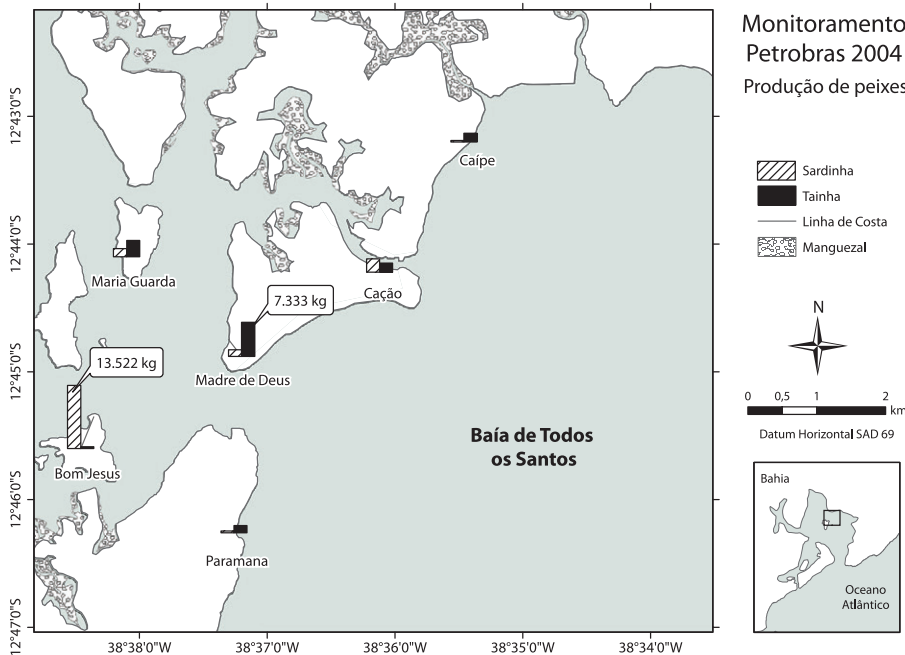 Monitoramento
Petrobras 2004
Produção de peixes
Sardinha
Tainha
Linha de Costa
Manguezal
N
0 0,5 1 2
km
Datum Horizontal SAD 69
Bahia
Oceano
Atlântico
12°43'0"S
12°44'0"S
12°45'0"S
12°46'0"S
12°47'0"S
Caípe
Maria Guarda
Cação
7.333 kg
13.522 kg
Madre de Deus
Baía de Todos
os Santos
Bom Jesus
Paramana
38°38'0"W 38°37'0"W 38°36'0"W 38°35'0"W 38°34'0"W